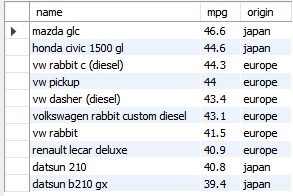 name mpg origin
mazda glc 46.6 japan
honda civic 1500 gl 44.6 japan
vw rabbit c (diesel) 44.3 europe
vw pickup 44 europe
vw dasher (diesel) 43.4 europe
volkswagen rabbit custom diesel 43.1 europe
vw rabbit 41.5 europe
renault lecar deluxe 40.9 europe
datsun 210 40.8 japan
datsun b210 gx 39.4 japan